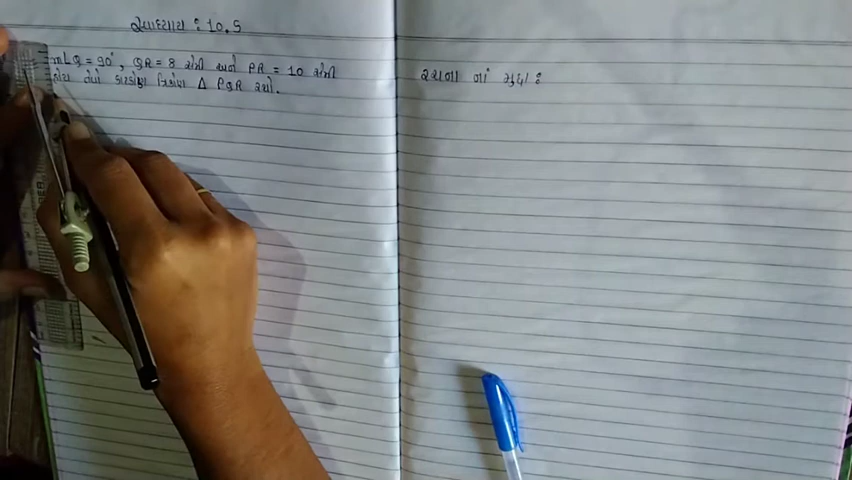 સ્વાધ્યાય : 10.5
m∠Q = 90°, QR = 8 સેમી અને PR = 10 સેમી
હોય તેવો કાટકોણ ત્રિકોણ Δ PQR રચો.
રચના નાં મુદ્દા :